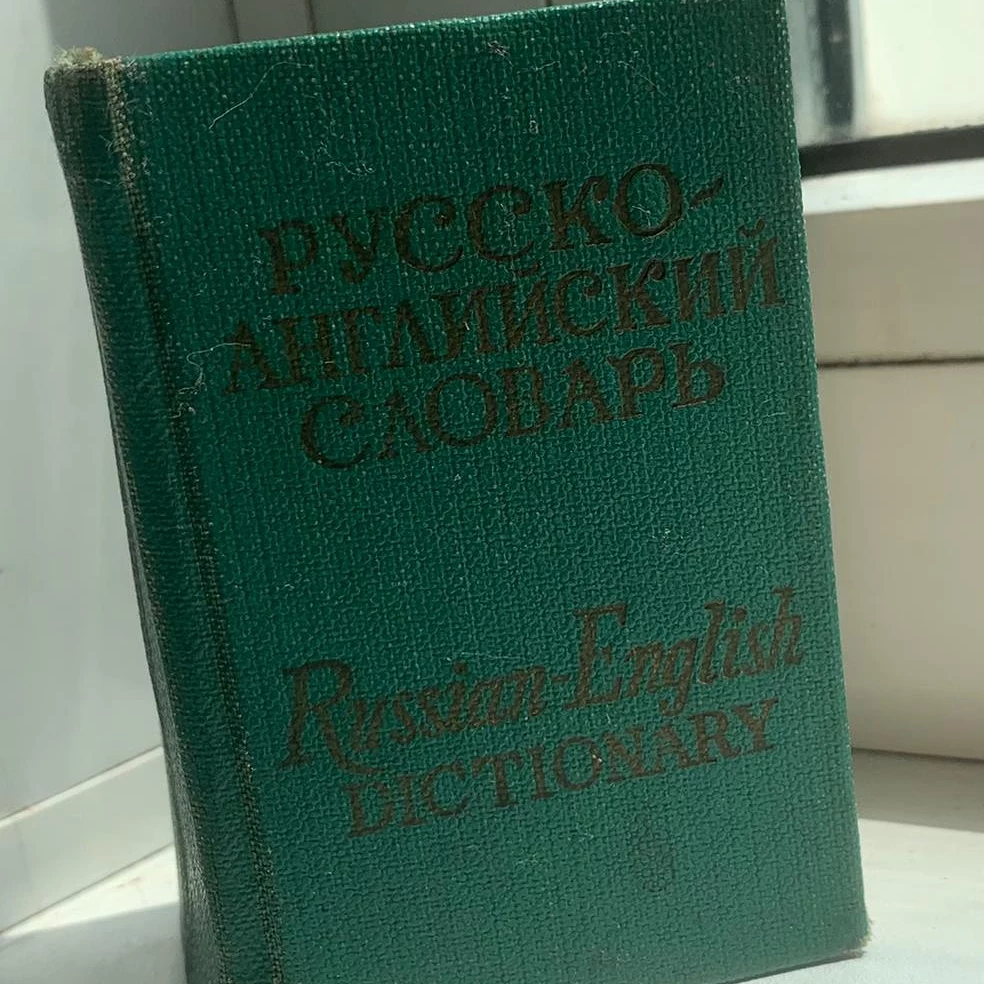 РУССКО-
АНГЛИЙСКИЙ
СЛОВАРЬ
Russian-English
DICTIONARY